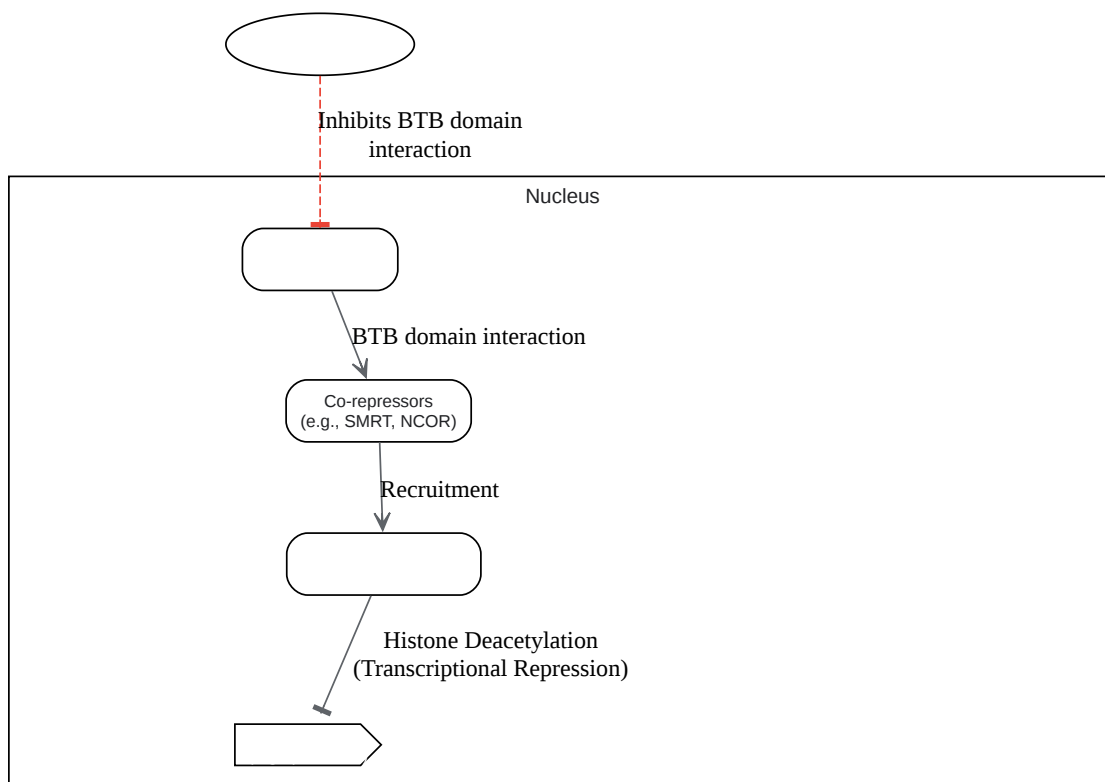 Inhibits BTB domain
interaction
Nucleus
BTB domain interaction
Co-repressors
(e.g., SMRT, NCOR)
Recruitment
Histone Deacetylation
(Transcriptional Repression)